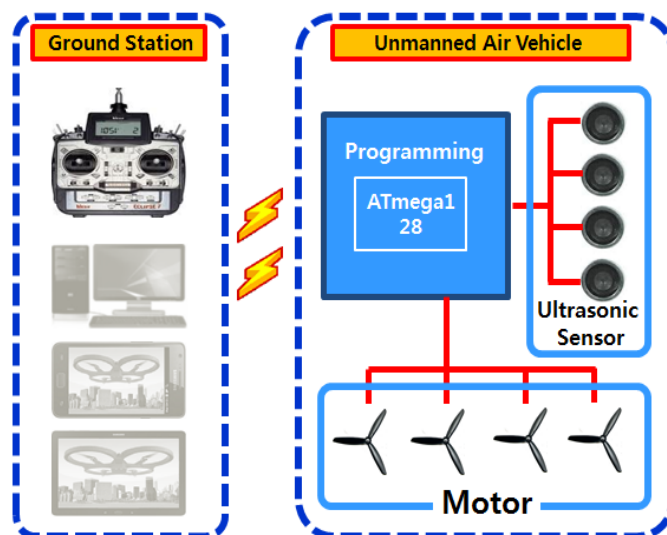 Ground Station
Unmanned Air Vehicle
Programming
ATmega1
28
Ultrasonic
Sensor
Motor